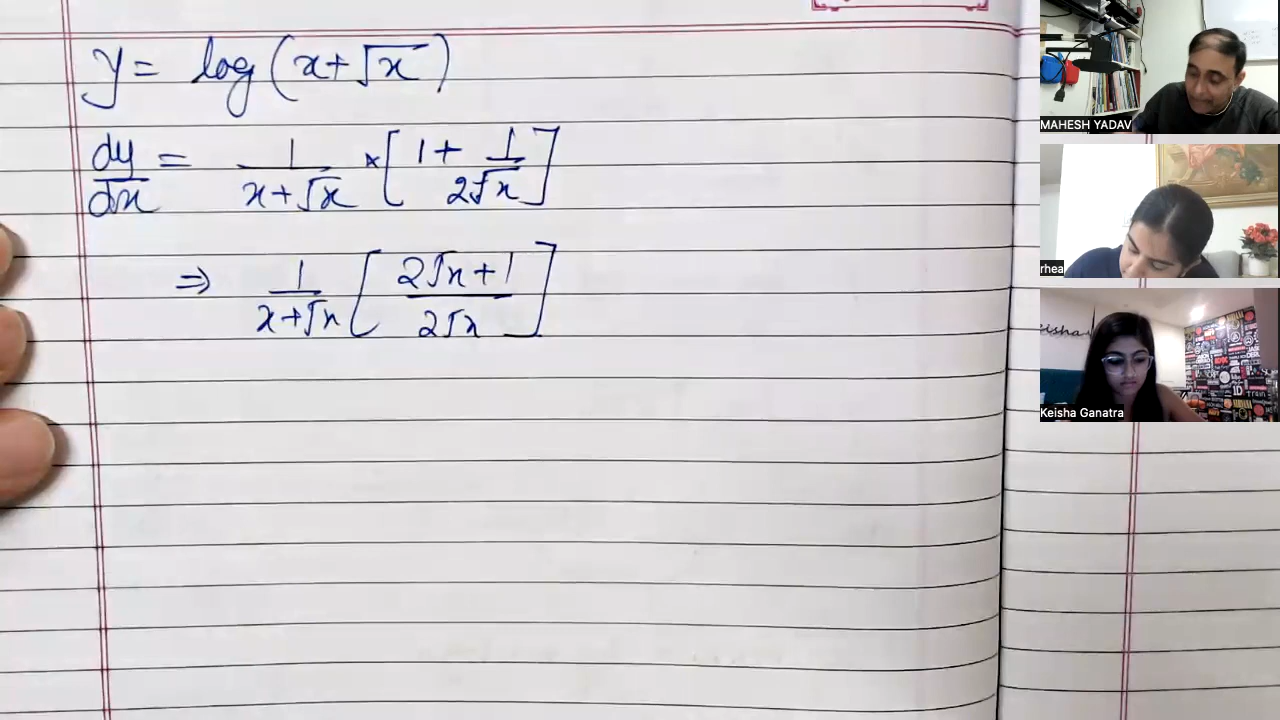 y = log (x + √x)
dy/dx = 1/(x + √x) × [1 + 1/(2√x)]
⇒ 1/(x + √x) [(2√x + 1)/(2√x)]
MAHESH YADAV
rhea
Keisha Ganatra